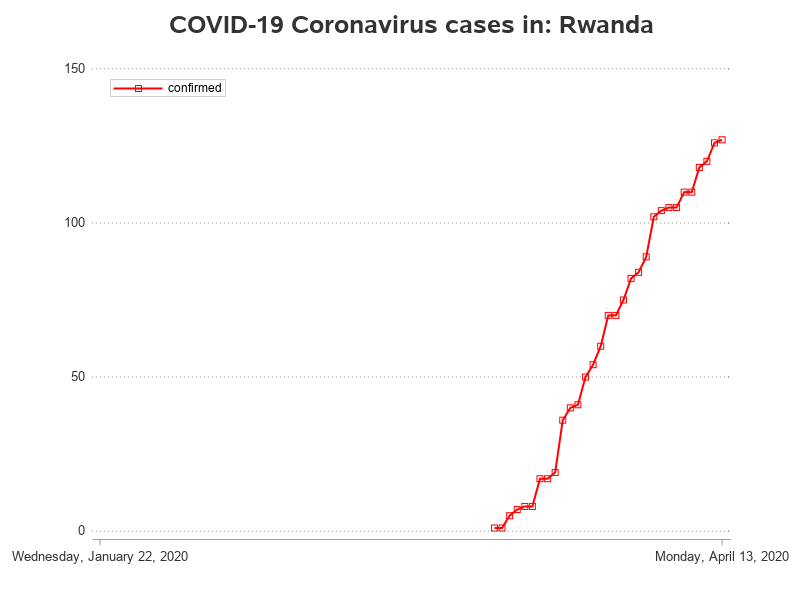 COVID-19 Coronavirus cases in: Rwanda
150
confirmed
100
50
0
Wednesday, January 22, 2020
Monday, April 13, 2020